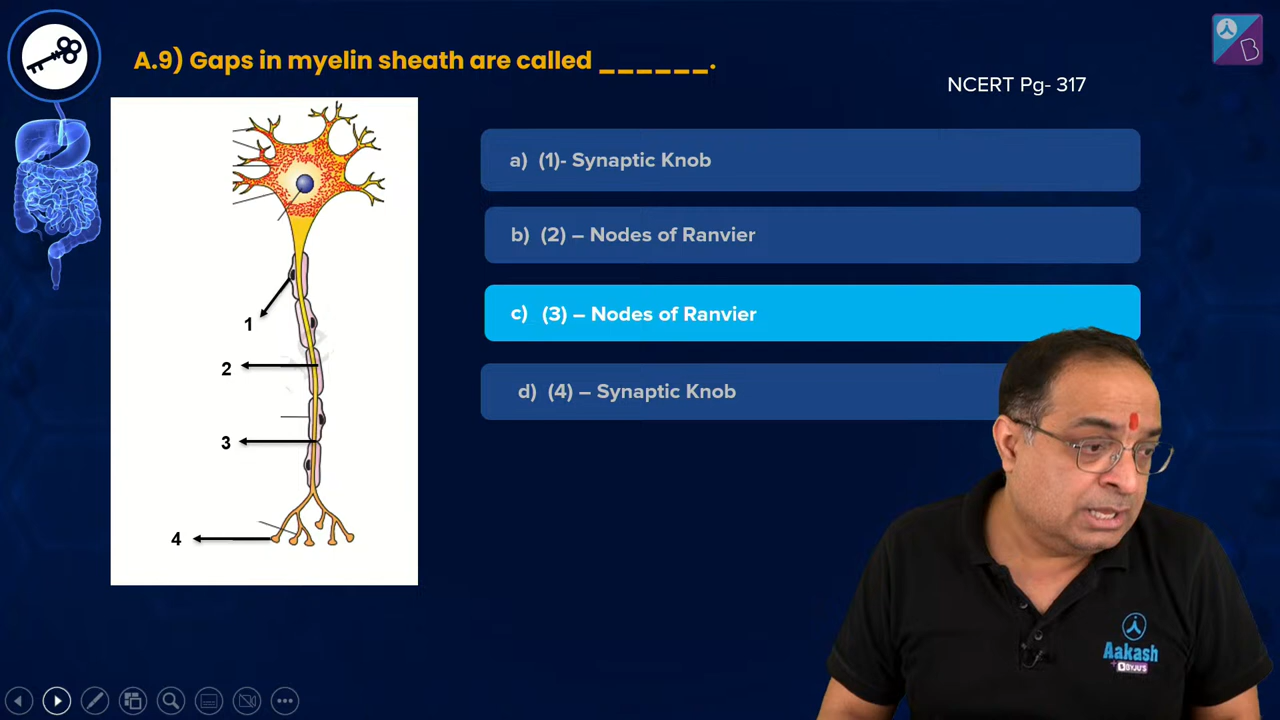 A.9) Gaps in myelin sheath are called ______.
NCERT Pg- 317
a) (1)- Synaptic Knob
b) (2) – Nodes of Ranvier
c) (3) – Nodes of Ranvier
d) (4) – Synaptic Knob
1
2
3
4
Aakash
BYJU'S